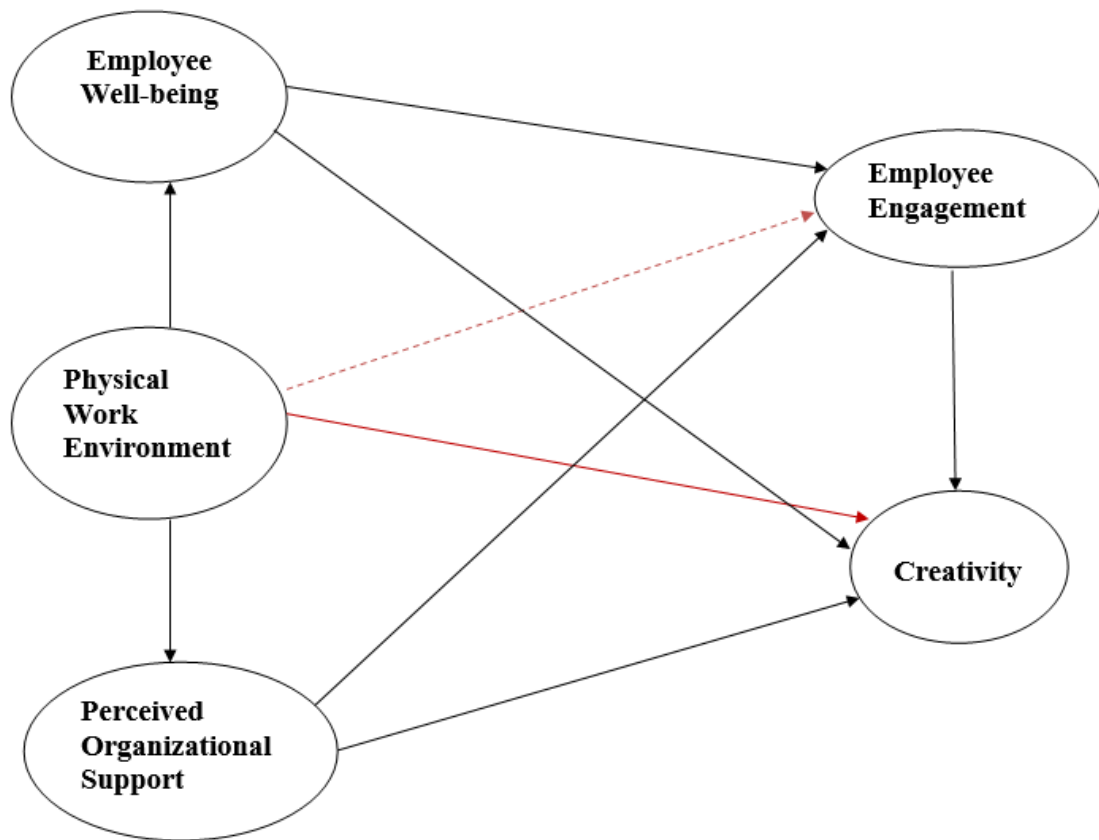 Employee
Well-being
Employee
Engagement
Physical
Work
Environment
Creativity
Perceived
Organizational
Support